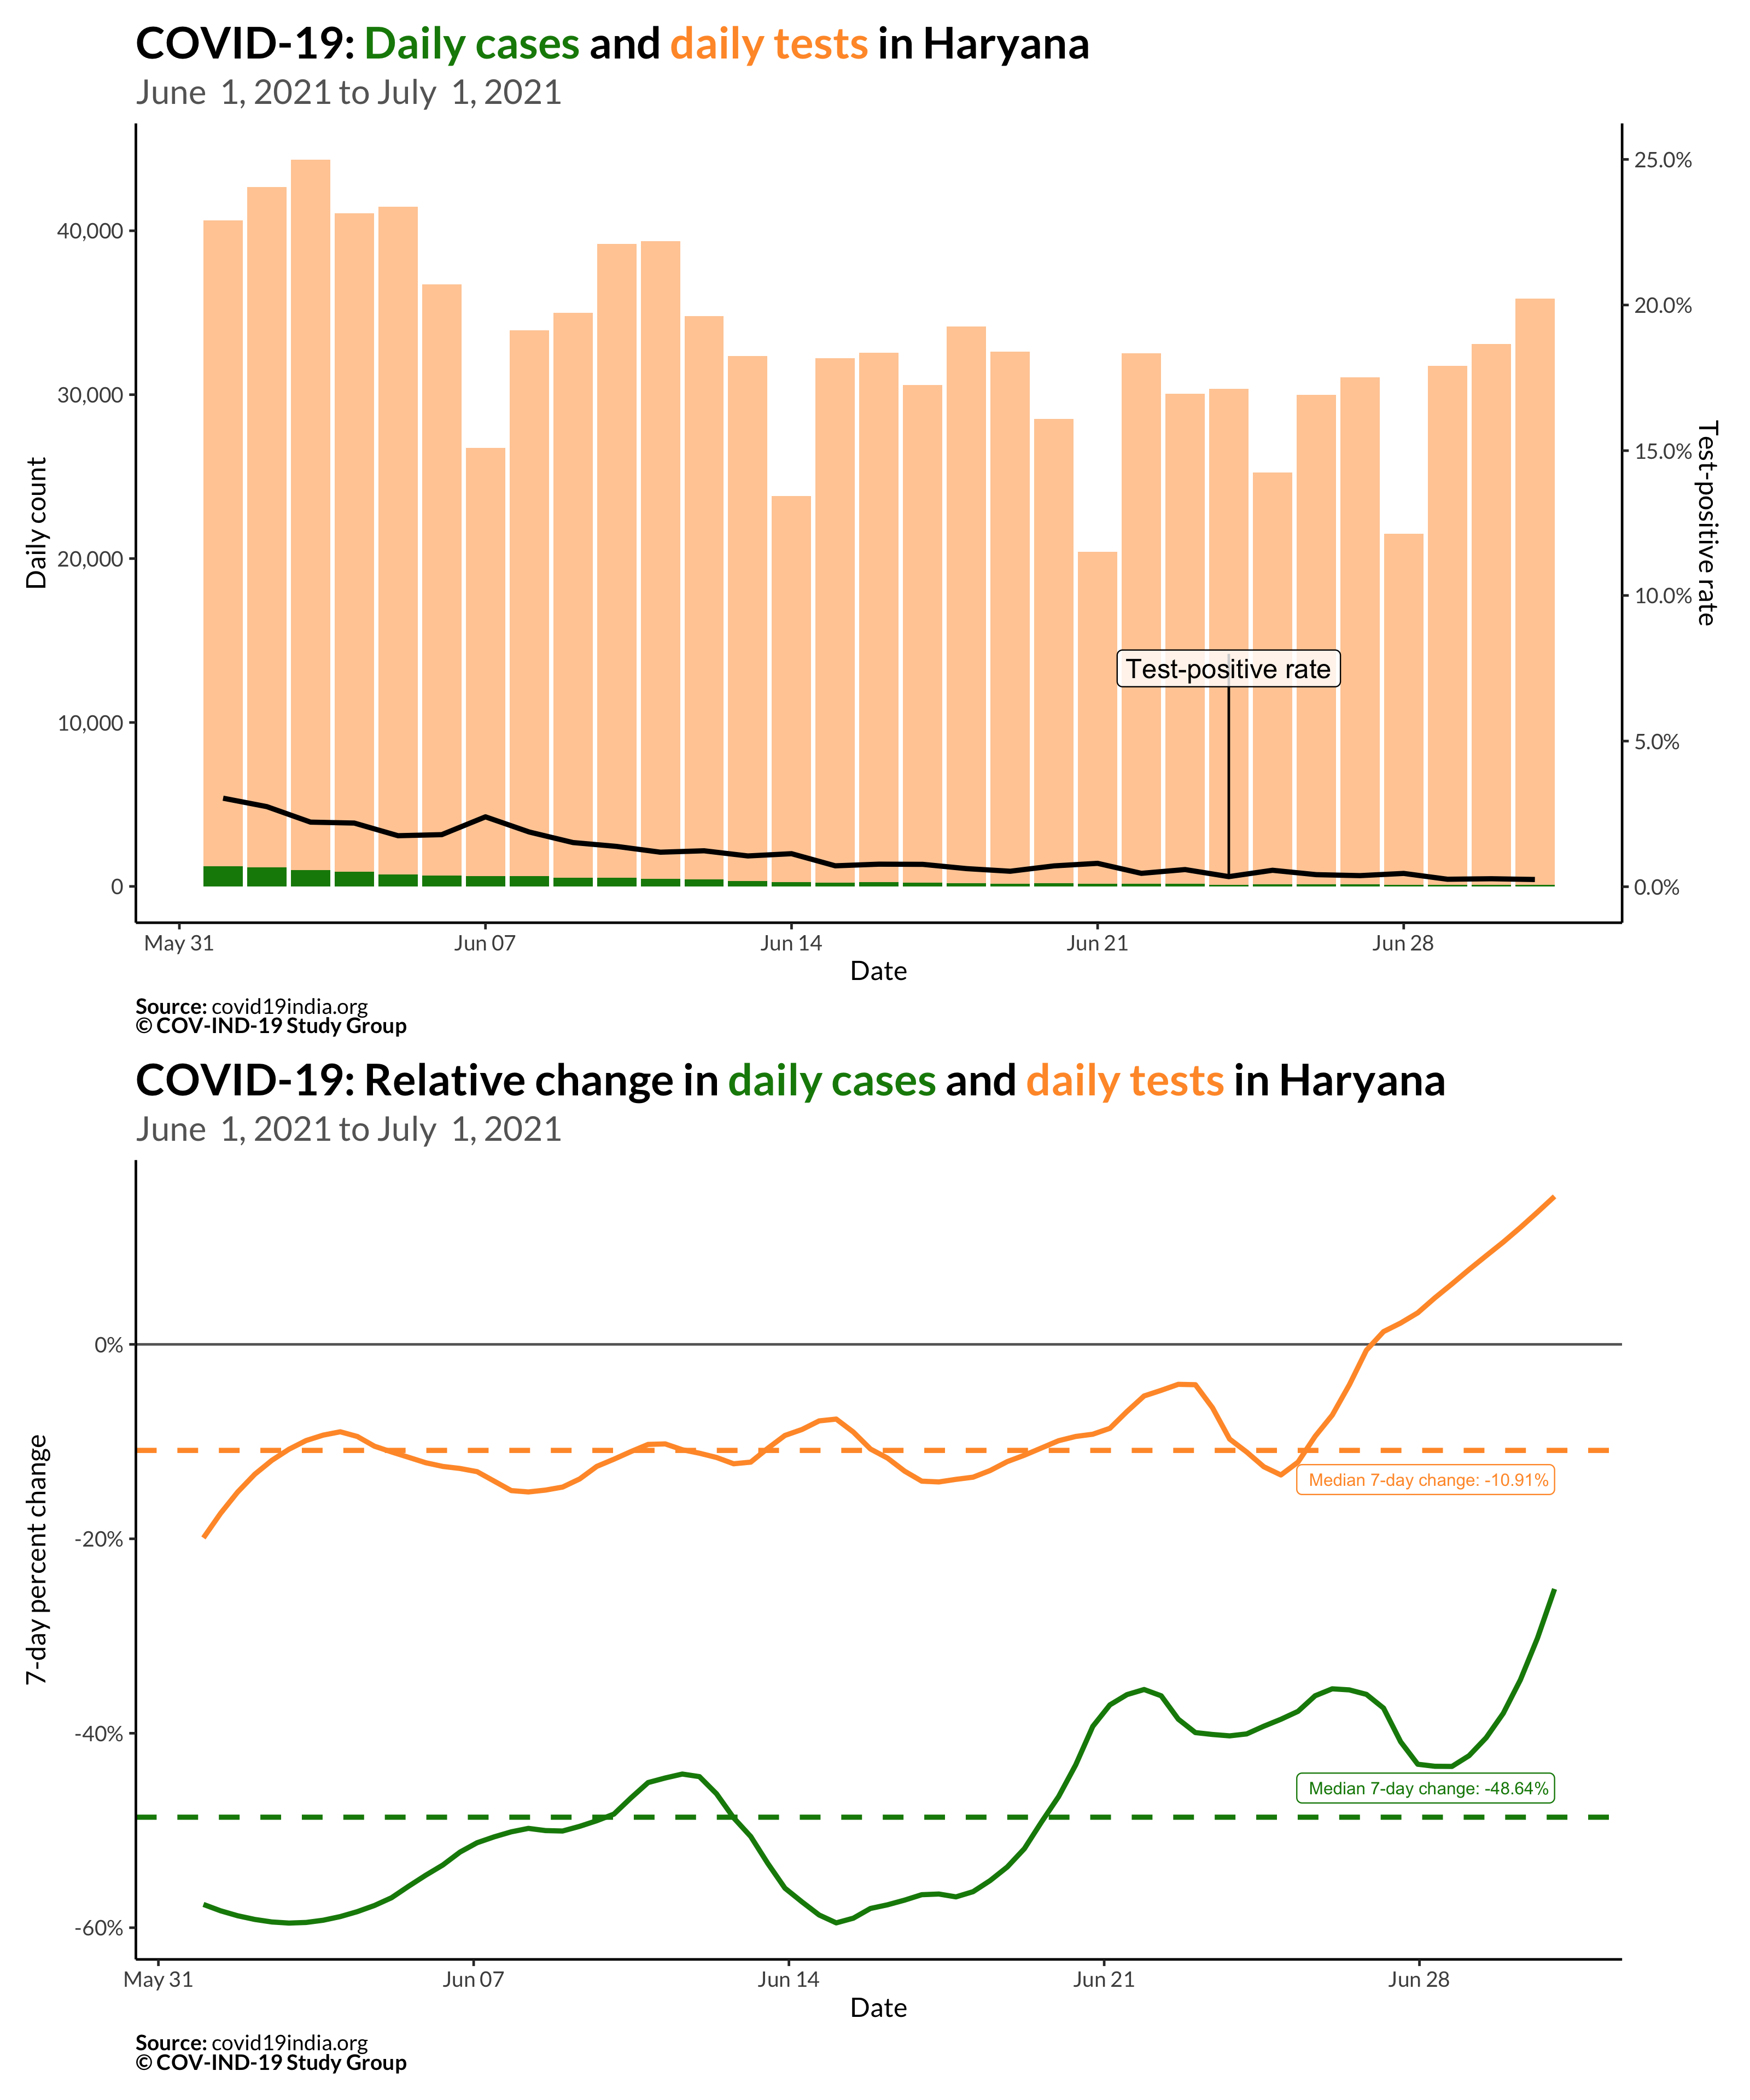 COVID-19: Daily cases and daily tests in Haryana
June 1, 2021 to July 1, 2021
Daily count
40,000
30,000
20,000
10,000
0
25.0%
20.0%
15.0%
10.0%
5.0%
0.0%
Test-positive rate
Test-positive rate
May 31
Jun 07
Jun 14
Jun 21
Jun 28
Date
Source: covid19india.org
© COV-IND-19 Study Group
COVID-19: Relative change in daily cases and daily tests in Haryana
June 1, 2021 to July 1, 2021
7-day percent change
0%
-20%
-40%
-60%
Median 7-day change: -10.91%
Median 7-day change: -48.64%
May 31
Jun 07
Jun 14
Jun 21
Jun 28
Date
Source: covid19india.org
© COV-IND-19 Study Group